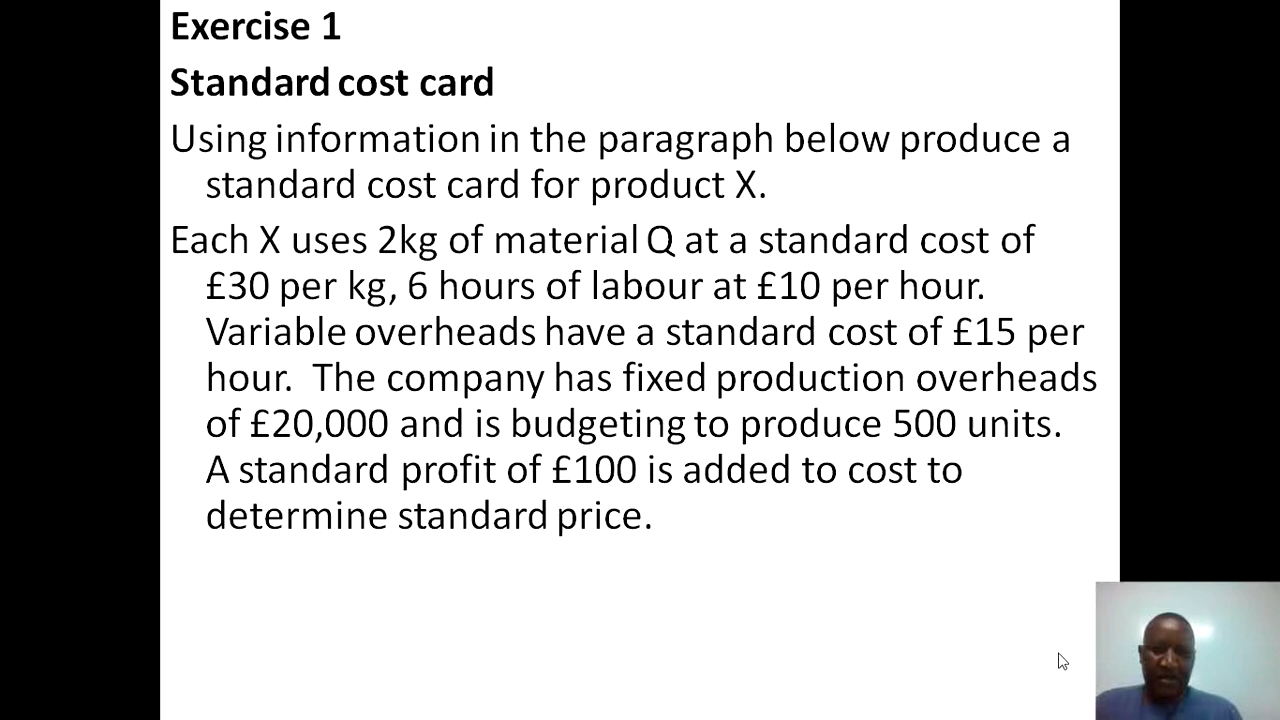 Exercise 1
Standard cost card
Using information in the paragraph below produce a
standard cost card for product X.
Each X uses 2kg of material Q at a standard cost of
£30 per kg, 6 hours of labour at £10 per hour.
Variable overheads have a standard cost of £15 per
hour.  The company has fixed production overheads
of £20,000 and is budgeting to produce 500 units.
A standard profit of £100 is added to cost to
determine standard price.